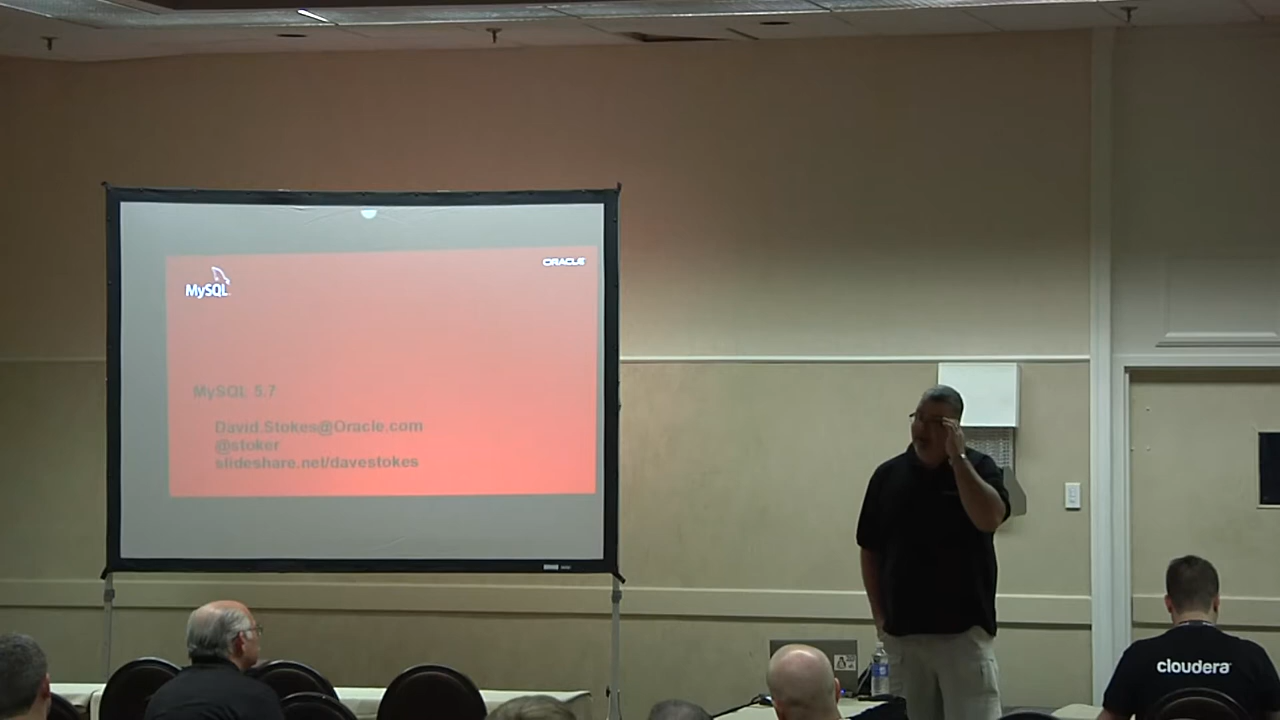 ORACLE
MySQL
MySQL 5.7
David.Stokes@Oracle.com
@stoker
slideshare.net/davestokes
cloudera